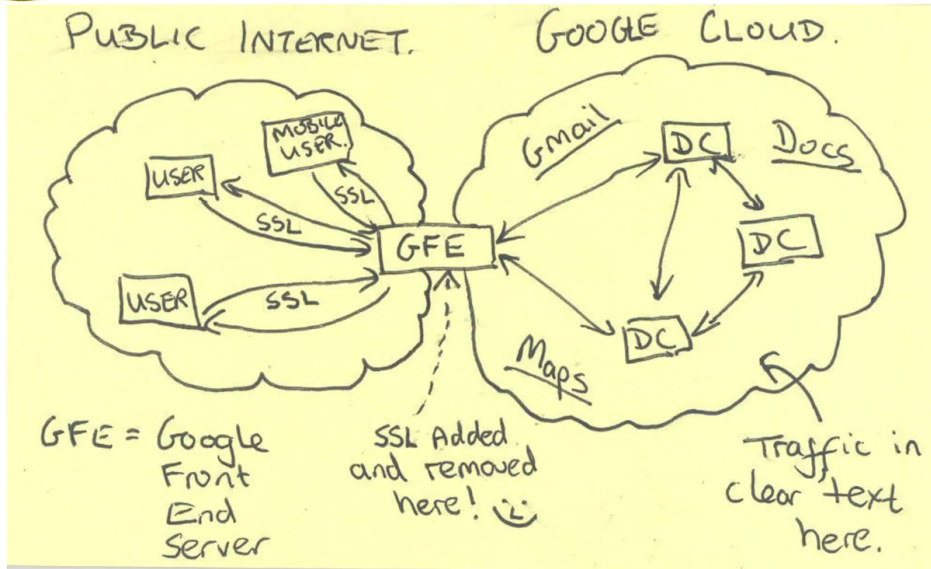 PUBLIC INTERNET.
GOOGLE CLOUD.
MOBILE
USER.
USER
SSL
SSL
USER
SSL
GFE
Gmail
DC
Docs
DC
DC
Maps
GFE = Google
Front
End
Server
SSL Added
and removed
here!
Traffic in
clear text
here.